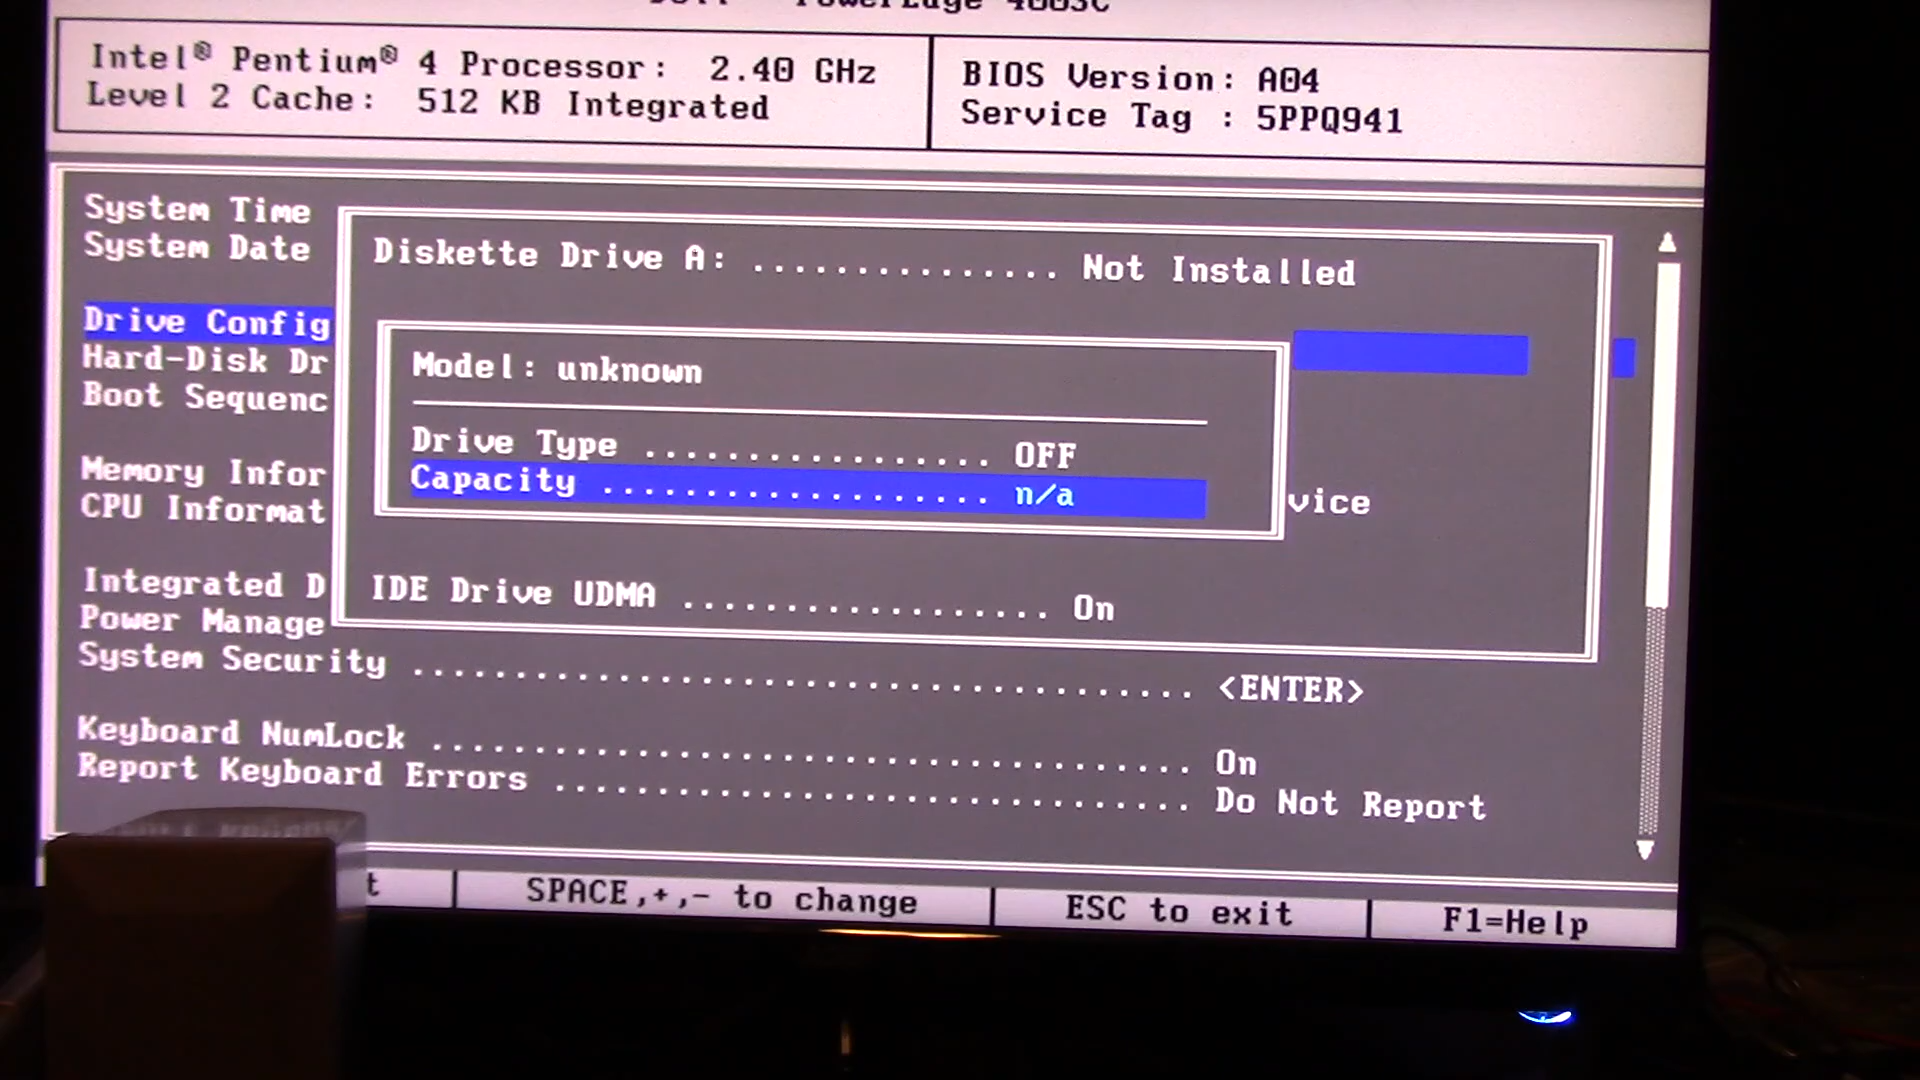 PowerEdge 400SC
Intel® Pentium® 4 Processor: 2.40 GHz
Level 2 Cache: 512 KB Integrated
BIOS Version: A04
Service Tag : 5PPQ941
System Time
System Date
Drive Config
Hard-Disk Dr
Boot Sequenc
Memory Infor
CPU Informat
Integrated D
Power Manage
System Security ...................................... <ENTER>
Keyboard NumLock ..................................... On
Report Keyboard Errors ............................... Do Not Report
Diskette Drive A: ............... Not Installed
Model: unknown
Drive Type ................. OFF
Capacity ................... n/a
vice
IDE Drive UDMA .................. On
t
SPACE,+,- to change
ESC to exit
F1=Help